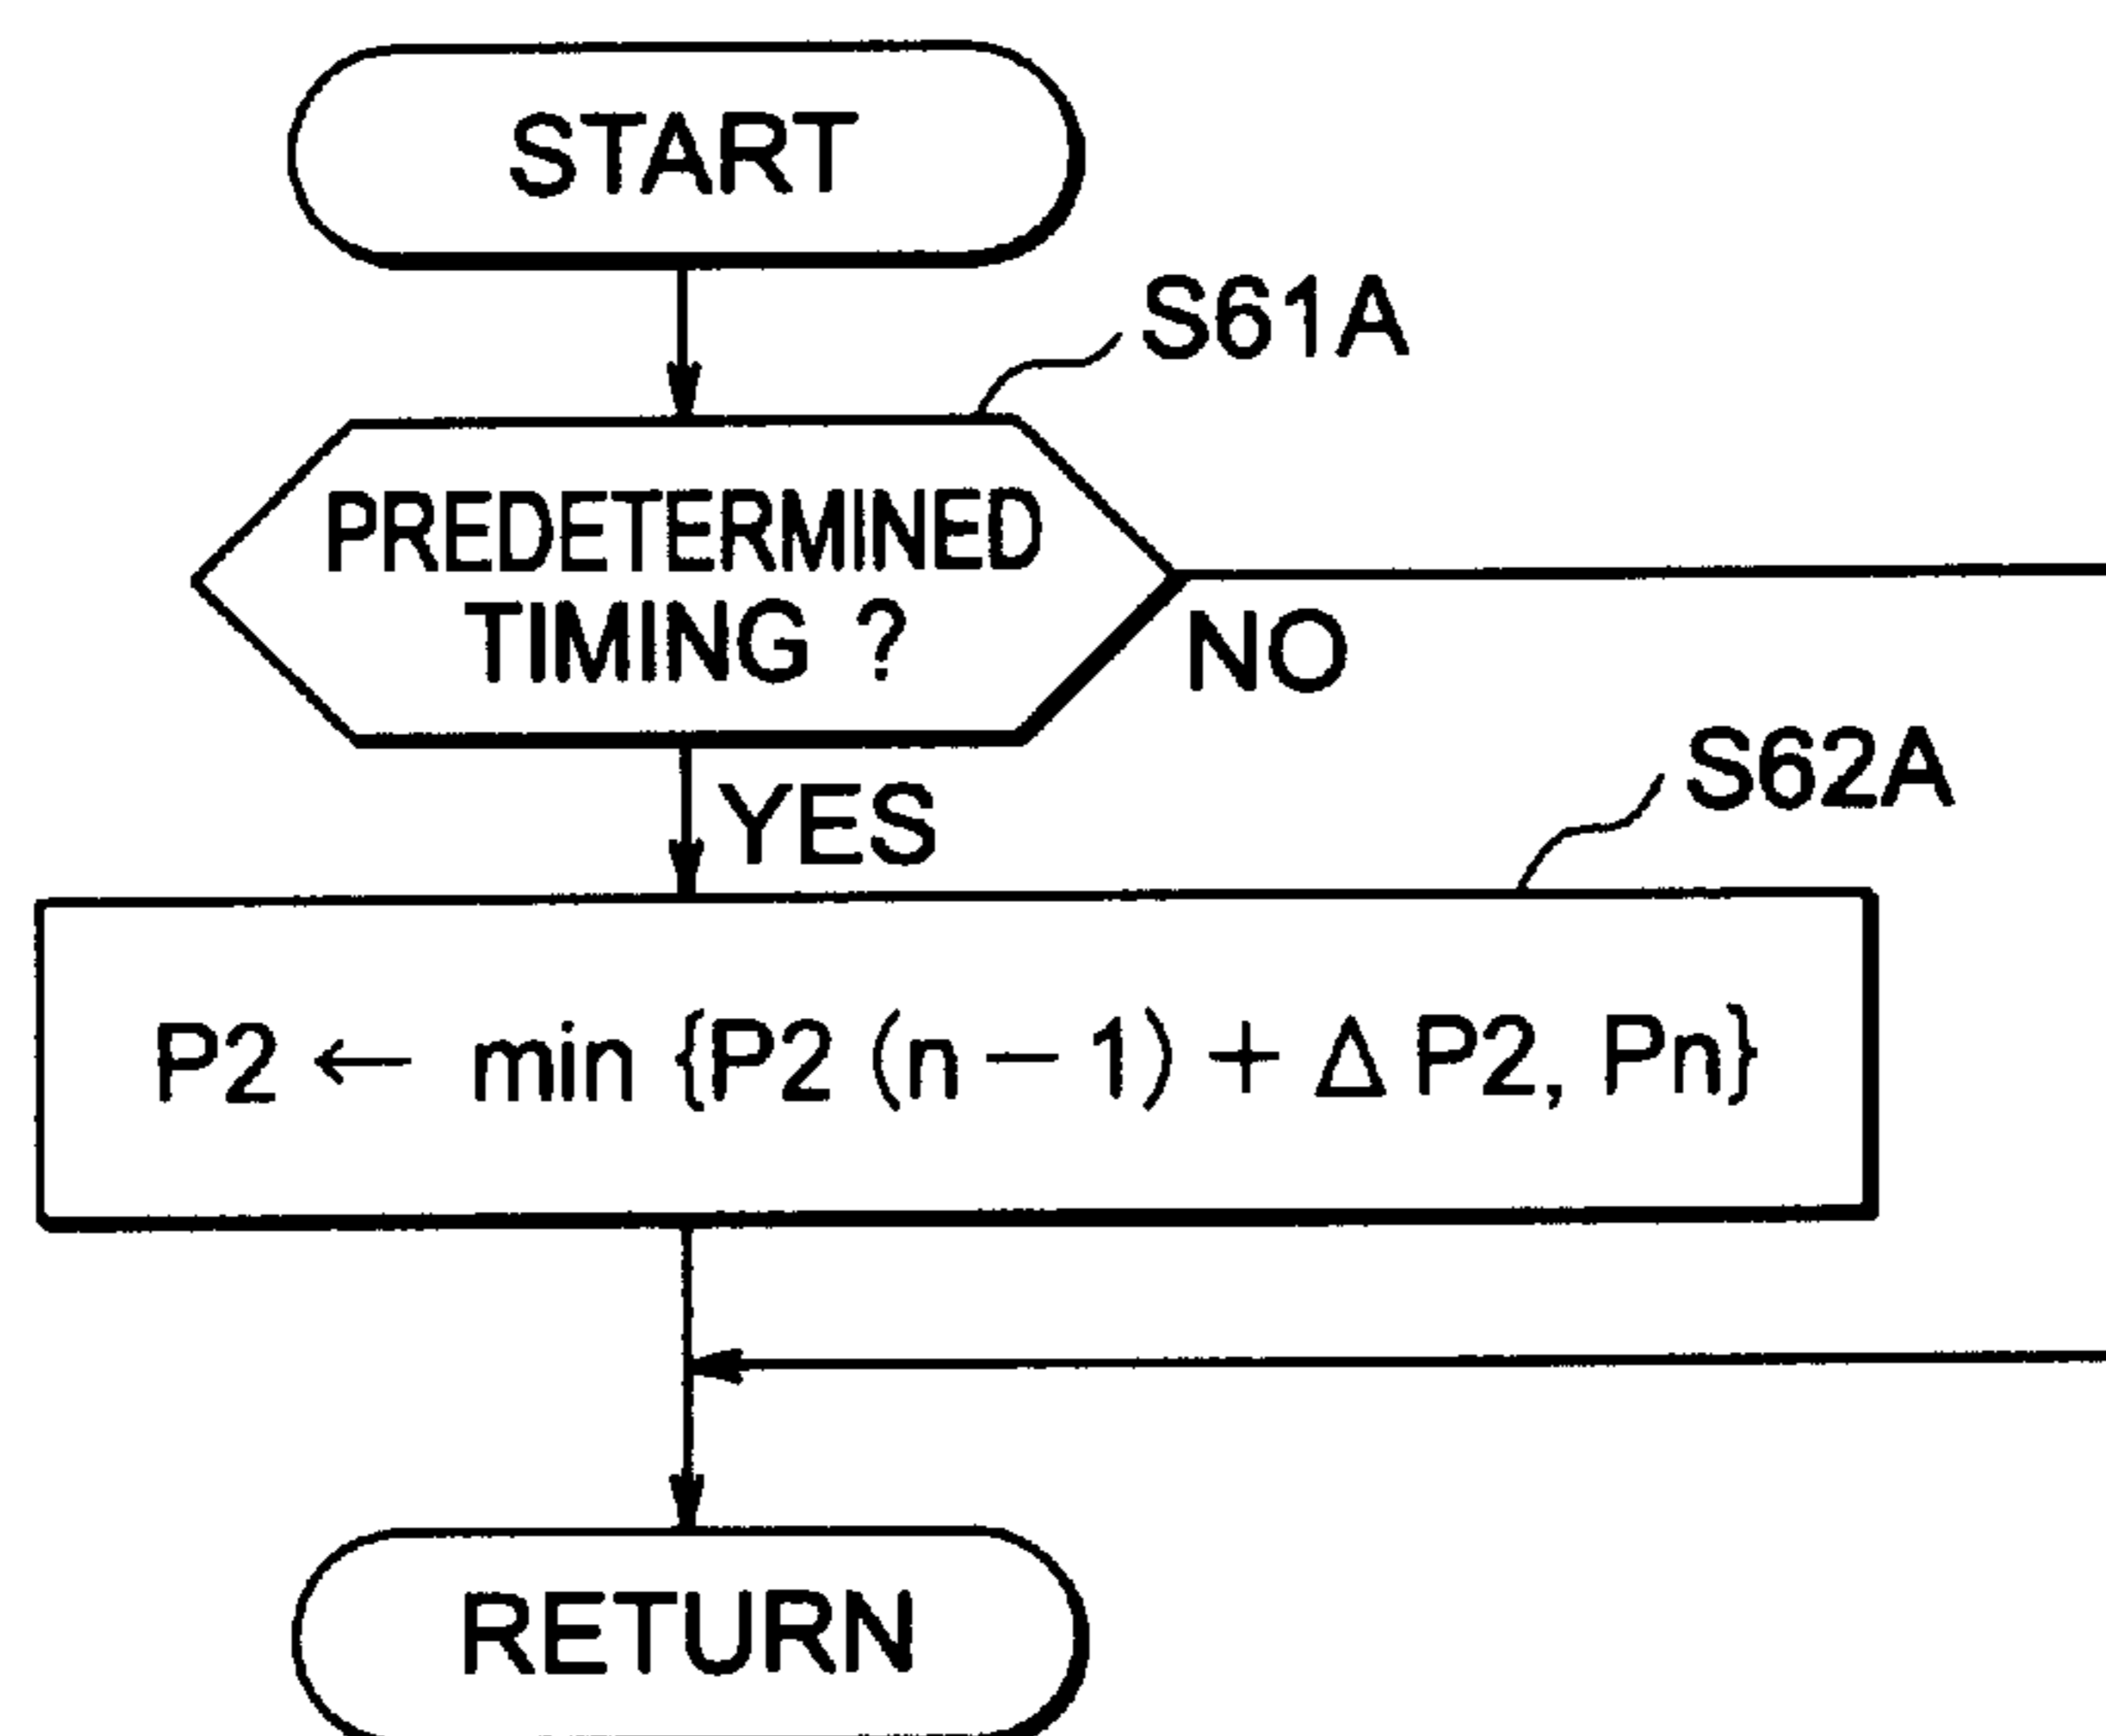 START
S61A
PREDETERMINED
TIMING ?
NO
YES
S62A
P2 ← min {P2 (n − 1) + Δ P2, Pn}
RETURN